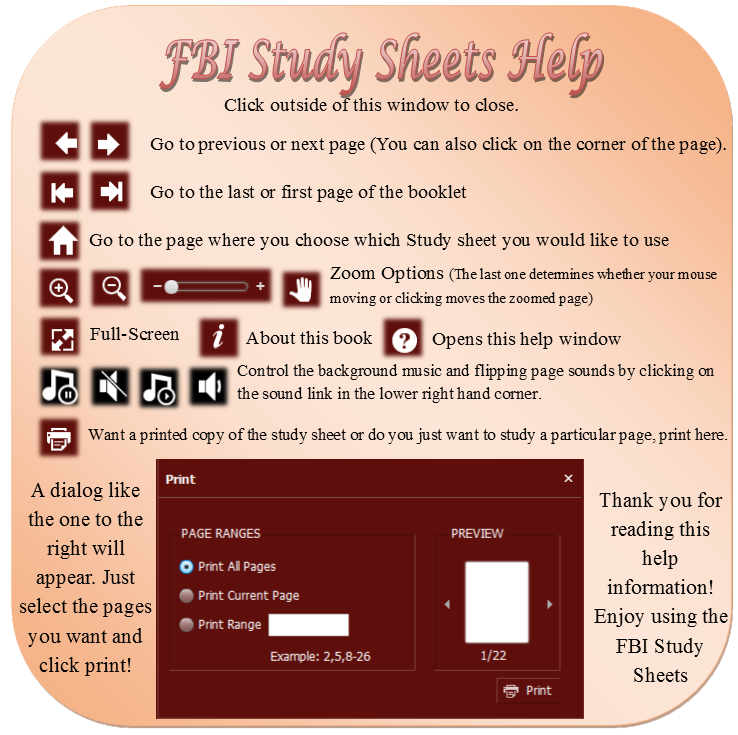 FBI Study Sheets Help
Click outside of this window to close.
Go to previous or next page (You can also click on the corner of the page).
Go to the last or first page of the booklet
Go to the page where you choose which Study sheet you would like to use
Zoom Options (The last one determines whether your mouse
moving or clicking moves the zoomed page)
Full-Screen
i
About this book
?
Opens this help window
Control the background music and flipping page sounds by clicking on
the sound link in the lower right hand corner.
Want a printed copy of the study sheet or do you just want to study a particular page, print here.
A dialog like
the one to the
right will
appear. Just
select the pages
you want and
click print!
Print
PAGE RANGES
Print All Pages
Print Current Page
Print Range
Example: 2,5,8-26
PREVIEW
1/22
Print
Thank you for
reading this
help
information!
Enjoy using the
FBI Study
Sheets